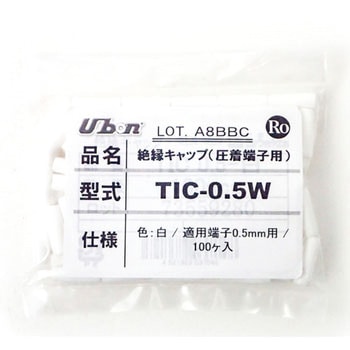 Ubon LOT. A8BBC Ro
品名 絶縁キャップ(圧着端子用)
型式 TIC-0.5W
仕様 色:白 / 適用端子0.5mm用 /
100ケ入